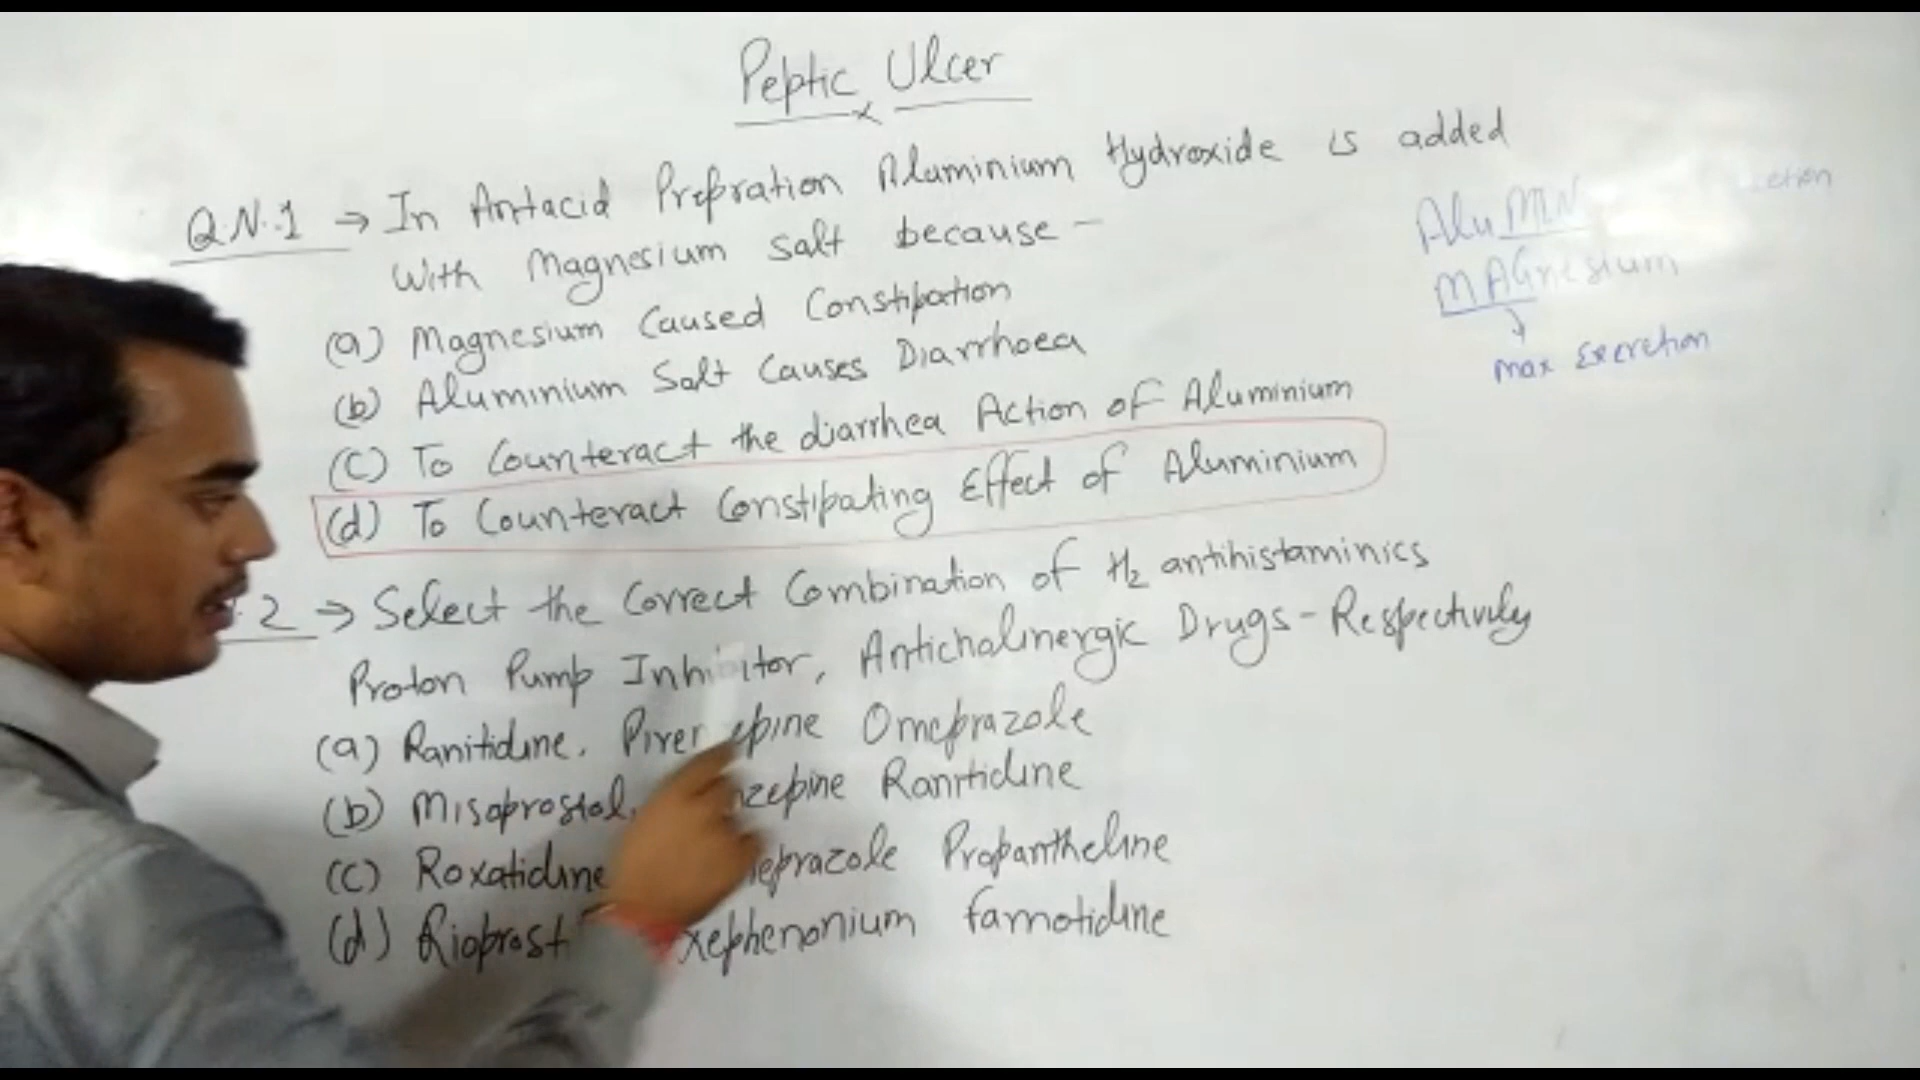 Peptic Ulcer
Q.N.1 → In Antacid Prepration Aluminium Hydroxide is added
With Magnesium Salt because -
(a) Magnesium Caused Constipation
(b) Aluminium Salt Causes Diarrhoea
(c) To Counteract the diarrhea Action of Aluminium
(d) To Counteract Constipating Effect of Aluminium
2 → Select the Correct Combination of H2 antihistaminics
Proton Pump Inhibitor, Anticholinergic Drugs - Respectively
(a) Ranitidine, Omeprazole
(b) Misoprostol, Ranitidine
(c) Roxatidine Propantheline
(d) famotidine
AluMIN
MAGnesium
↓
max Excretion